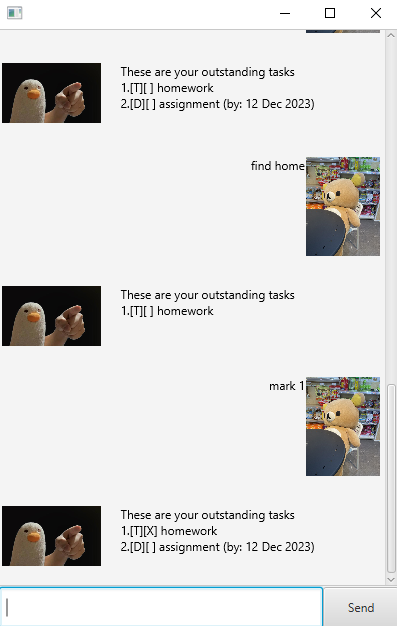 These are your outstanding tasks
1.[T][ ] homework
2.[D][ ] assignment (by: 12 Dec 2023)
find home
These are your outstanding tasks
1.[T][ ] homework
mark 1
These are your outstanding tasks
1.[T][X] homework
2.[D][ ] assignment (by: 12 Dec 2023)
Send